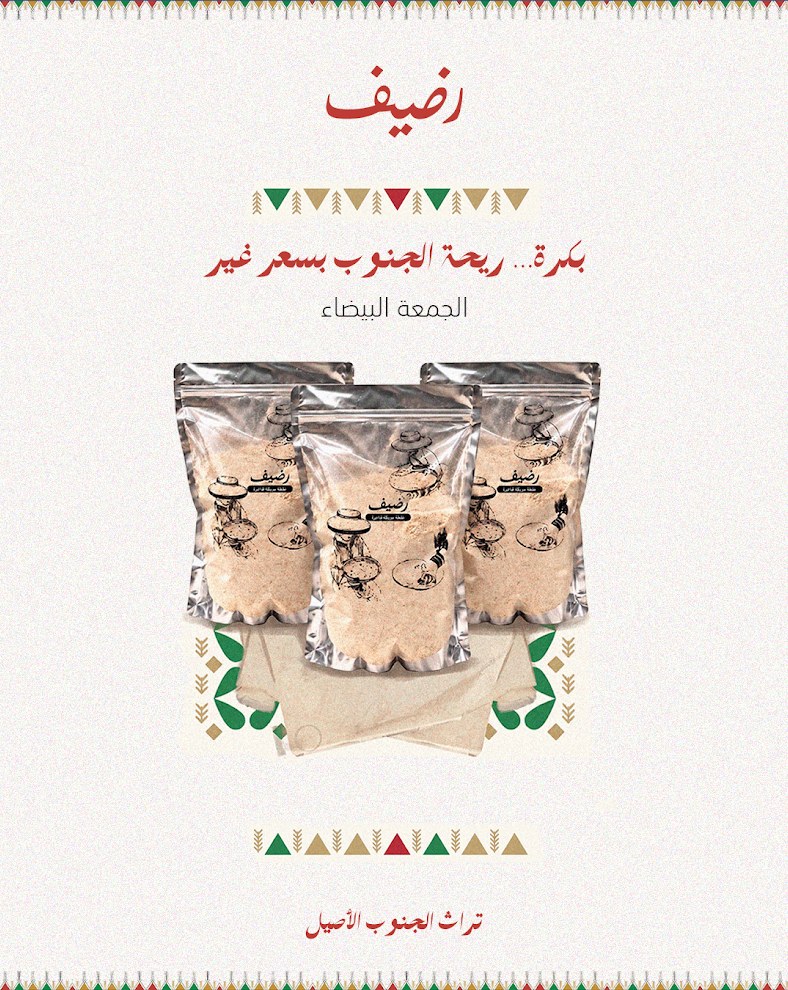 رضيف
بكرة... ريحة الجنوب بسعر غير
الجمعة البيضاء
رضيف
رضيف
رضيف
تراث الجنوب الأصيل